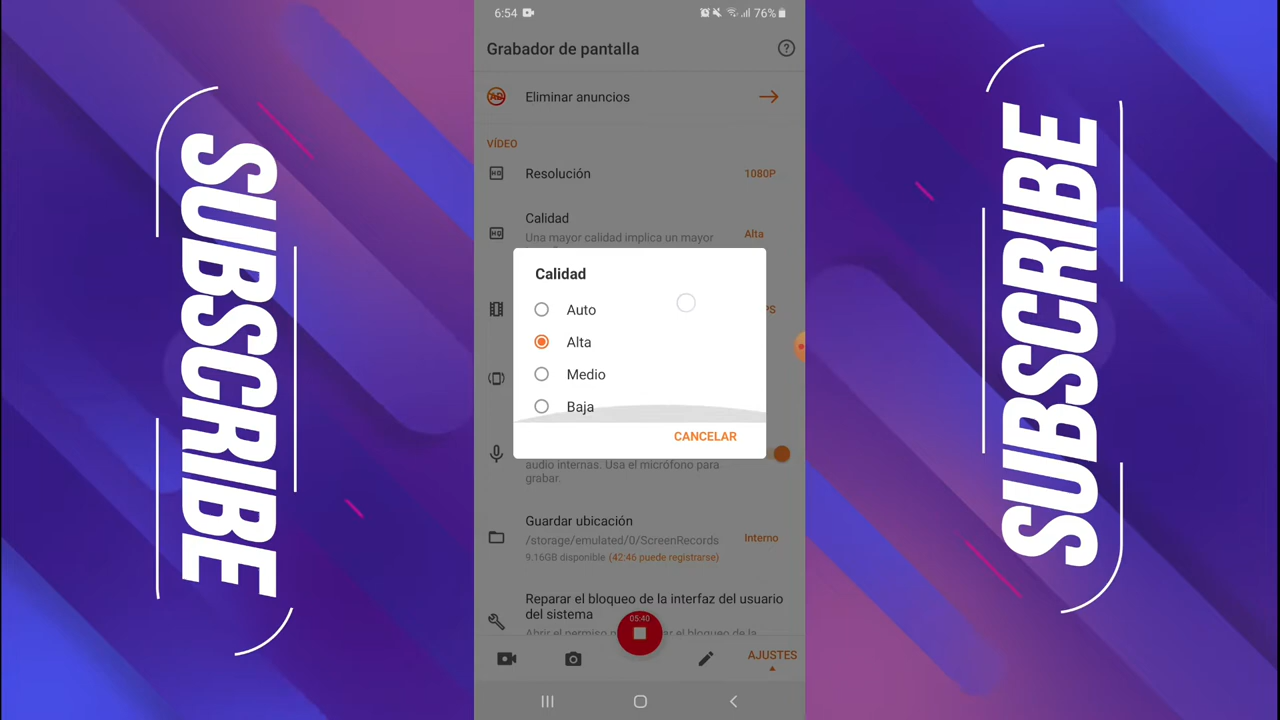 SUBSCRIBE
6:54
76%
Grabador de pantalla
Eliminar anuncios
VÍDEO
Resolución
1080P
Calidad
Una mayor calidad implica un mayor
Alta
Calidad
Auto
PS
Alta
Medio
Baja
CANCELAR
audio internas. Usa el micrófono para
grabar.
Guardar ubicación
/storage/emulated/0/ScreenRecords
Interno
9.16GB disponible (42:46 puede registrarse)
Reparar el bloqueo de la interfaz del usuario
del sistema
05:40
AJUSTES
SUBSCRIBE